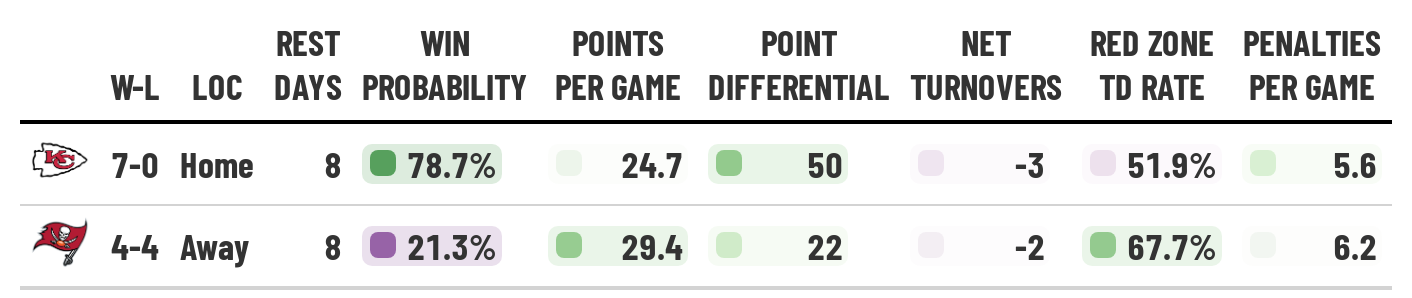 REST WIN POINTS POINT NET RED ZONE PENALTIES
W-L LOC DAYS PROBABILITY PER GAME DIFFERENTIAL TURNOVERS TD RATE PER GAME
KC 7-0 Home 8 78.7% 24.7 50 -3 51.9% 5.6
4-4 Away 8 21.3% 29.4 22 -2 67.7% 6.2